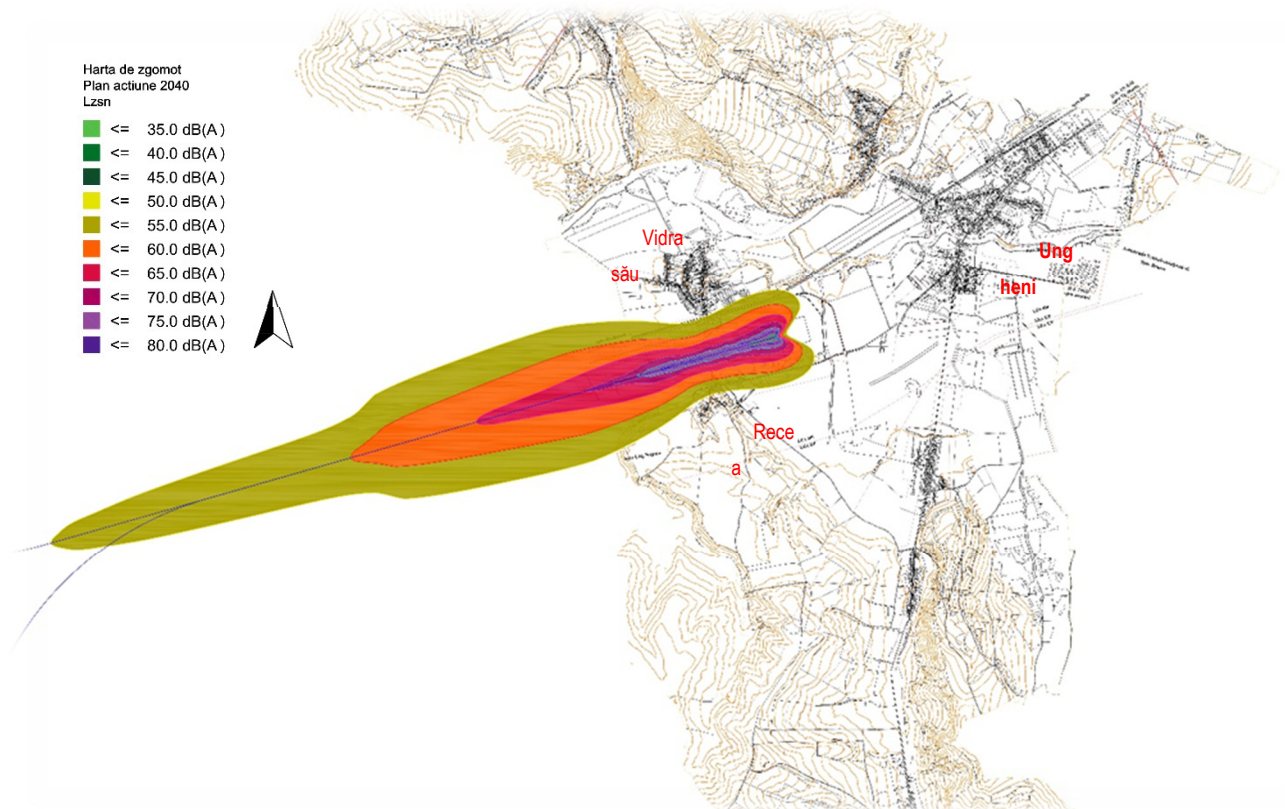 Harta de zgomot
Plan actiune 2040
Lzsn
<= 35.0 dB(A)
<= 40.0 dB(A)
<= 45.0 dB(A)
<= 50.0 dB(A)
<= 55.0 dB(A)
<= 60.0 dB(A)
<= 65.0 dB(A)
<= 70.0 dB(A)
<= 75.0 dB(A)
<= 80.0 dB(A)
Vidra
său
Ung
heni
Rece
a